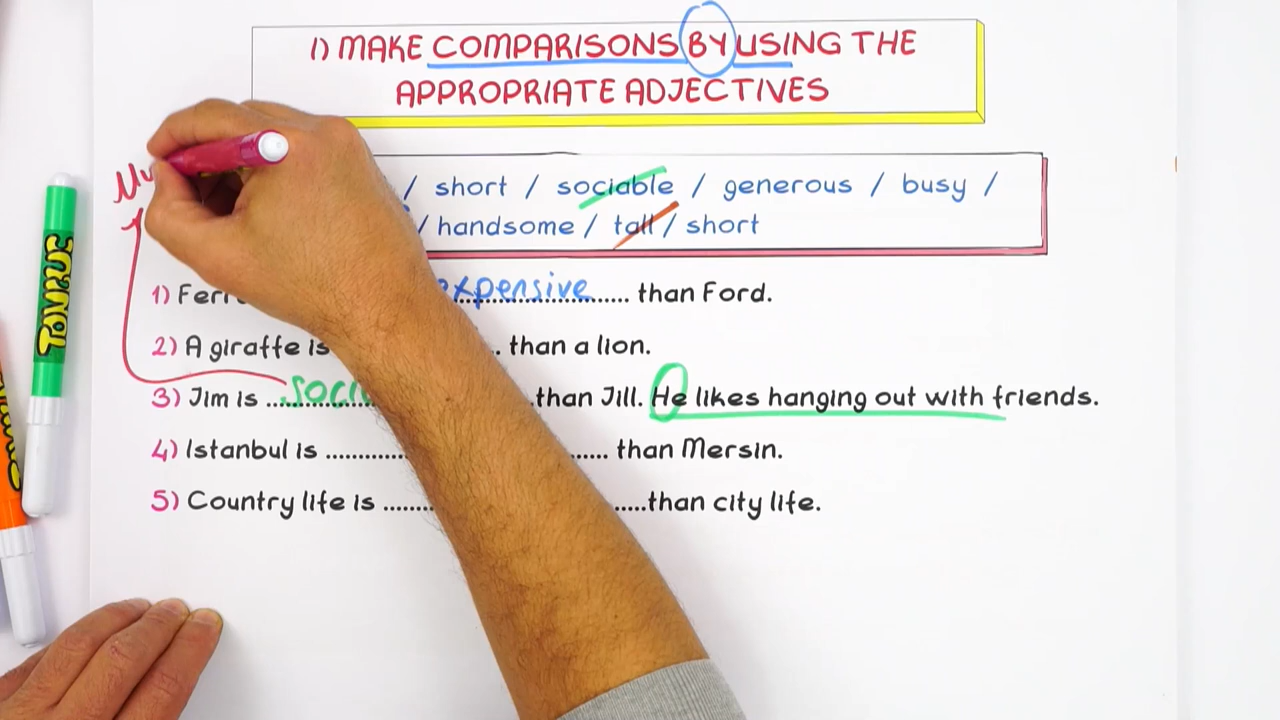 1) MAKE COMPARISONS BY USING THE
APPROPRIATE ADJECTIVES
/ short / sociable / generous / busy /
/ handsome / tall / short
1) expensive than Ford.
2) A giraffe is than a lion.
3) Jim is than Jill. He likes hanging out with friends.
4) Istanbul is than Mersin.
5) Country life is than city life.